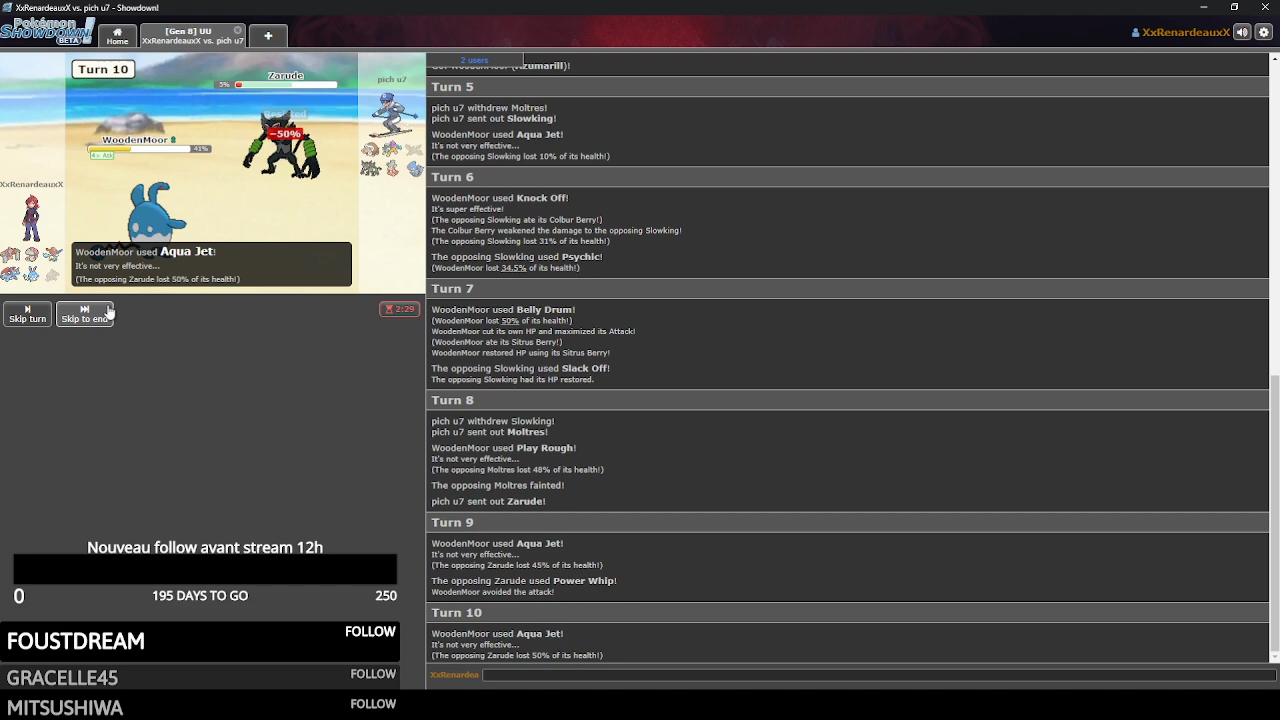 XxRenardeauxX vs. pich u7 - Showdown
Pokémon
SHOWDOWN!
BETA
Home
[Gen 8] UU
XxRenardeauxX vs. pich u7
XxRenardeauxX
Turn 10
Zarude
5%
-50%
WoodenMoor
41%
4× Atk
pich u7
XxRenardeauxX
WoodenMoor used Aqua Jet!
It's not very effective...
(The opposing Zarude lost 50% of its health!)
Skip turn
Skip to end
2:29
Nouveau follow avant stream 12h
0
195 DAYS TO GO
250
FOUSTDREAM
FOLLOW
GRACELLE45
FOLLOW
MITSUSHIWA
FOLLOW
2 users
Turn 5
pich u7 withdrew Moltres!
pich u7 sent out Slowking!
WoodenMoor used Aqua Jet!
It's not very effective...
(The opposing Slowking lost 10% of its health!)
Turn 6
WoodenMoor used Knock Off!
It's super effective!
(The opposing Slowking ate its Colbur Berry!)
The Colbur Berry weakened the damage to the opposing Slowking!
(The opposing Slowking lost 31% of its health!)
The opposing Slowking used Psychic!
(WoodenMoor lost 34.5% of its health!)
Turn 7
WoodenMoor used Belly Drum!
(WoodenMoor lost 50% of its health!)
WoodenMoor cut its own HP and maximized its Attack!
(WoodenMoor ate its Sitrus Berry!)
WoodenMoor restored HP using its Sitrus Berry!
The opposing Slowking used Slack Off!
The opposing Slowking had its HP restored.
Turn 8
pich u7 withdrew Slowking!
pich u7 sent out Moltres!
WoodenMoor used Play Rough!
It's not very effective...
(The opposing Moltres lost 48% of its health!)
The opposing Moltres fainted!
pich u7 sent out Zarude!
Turn 9
WoodenMoor used Aqua Jet!
It's not very effective...
(The opposing Zarude lost 45% of its health!)
The opposing Zarude used Power Whip!
WoodenMoor avoided the attack!
Turn 10
WoodenMoor used Aqua Jet!
It's not very effective...
(The opposing Zarude lost 50% of its health!)
XxRenardea